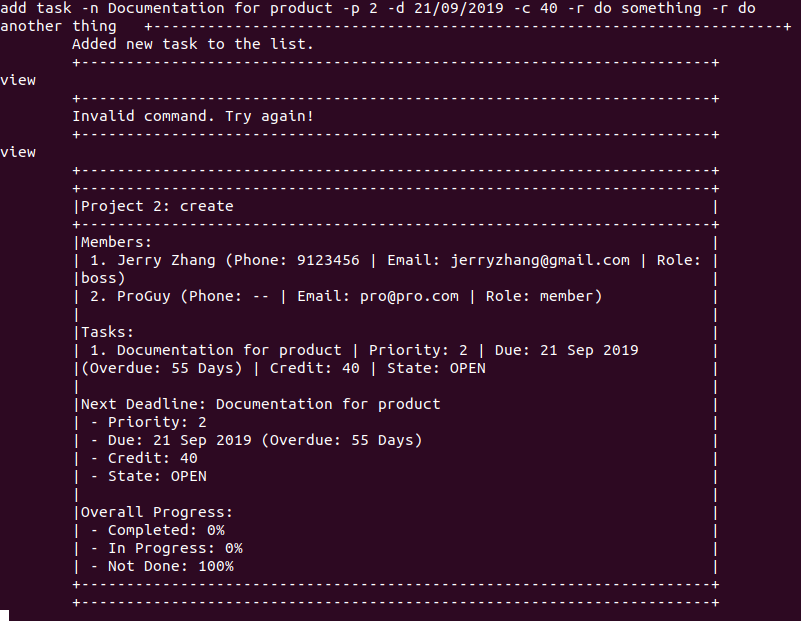 add task -n Documentation for product -p 2 -d 21/09/2019 -c 40 -r do something -r do
another thing   +----------------------------------------------------------------------+
        Added new task to the list.
        +----------------------------------------------------------------------+
view
        +----------------------------------------------------------------------+
        Invalid command. Try again!
        +----------------------------------------------------------------------+
view
        +----------------------------------------------------------------------+
        +----------------------------------------------------------------------+
        |Project 2: create                                                     |
        +----------------------------------------------------------------------+
        |Members:                                                              |
        | 1. Jerry Zhang (Phone: 9123456 | Email: jerryzhang@gmail.com | Role: |
        |boss)                                                                 |
        | 2. ProGuy (Phone: -- | Email: pro@pro.com | Role: member)            |
        |                                                                      |
        |Tasks:                                                                |
        | 1. Documentation for product | Priority: 2 | Due: 21 Sep 2019        |
        |(Overdue: 55 Days) | Credit: 40 | State: OPEN                         |
        |                                                                      |
        |Next Deadline: Documentation for product                              |
        | - Priority: 2                                                        |
        | - Due: 21 Sep 2019 (Overdue: 55 Days)                                |
        | - Credit: 40                                                         |
        | - State: OPEN                                                        |
        |                                                                      |
        |Overall Progress:                                                     |
        | - Completed: 0%                                                      |
        | - In Progress: 0%                                                    |
        | - Not Done: 100%                                                     |
        +----------------------------------------------------------------------+
        +----------------------------------------------------------------------+